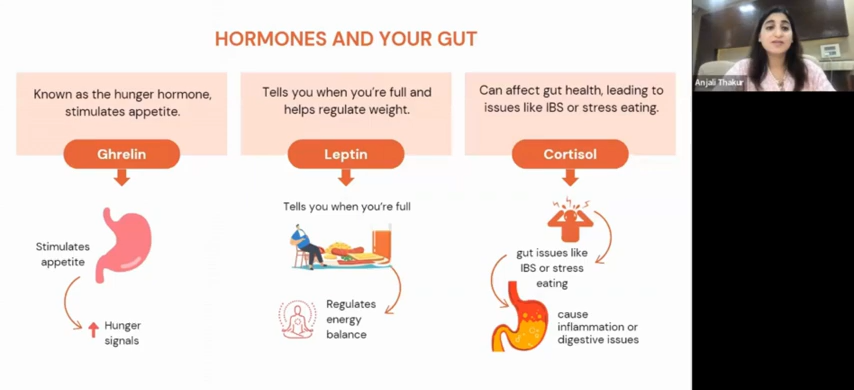 HORMONES AND YOUR GUT
Known as the hunger hormone,
stimulates appetite.
Ghrelin
Stimulates
appetite
Hunger
signals
Tells you when you're full and
helps regulate weight.
Leptin
Tells you when you're full
Regulates
energy
balance
Can affect gut health, leading to
issues like IBS or stress eating.
Cortisol
gut issues like
IBS or stress
eating
cause
inflammation or
digestive issues
Anjali Thakur